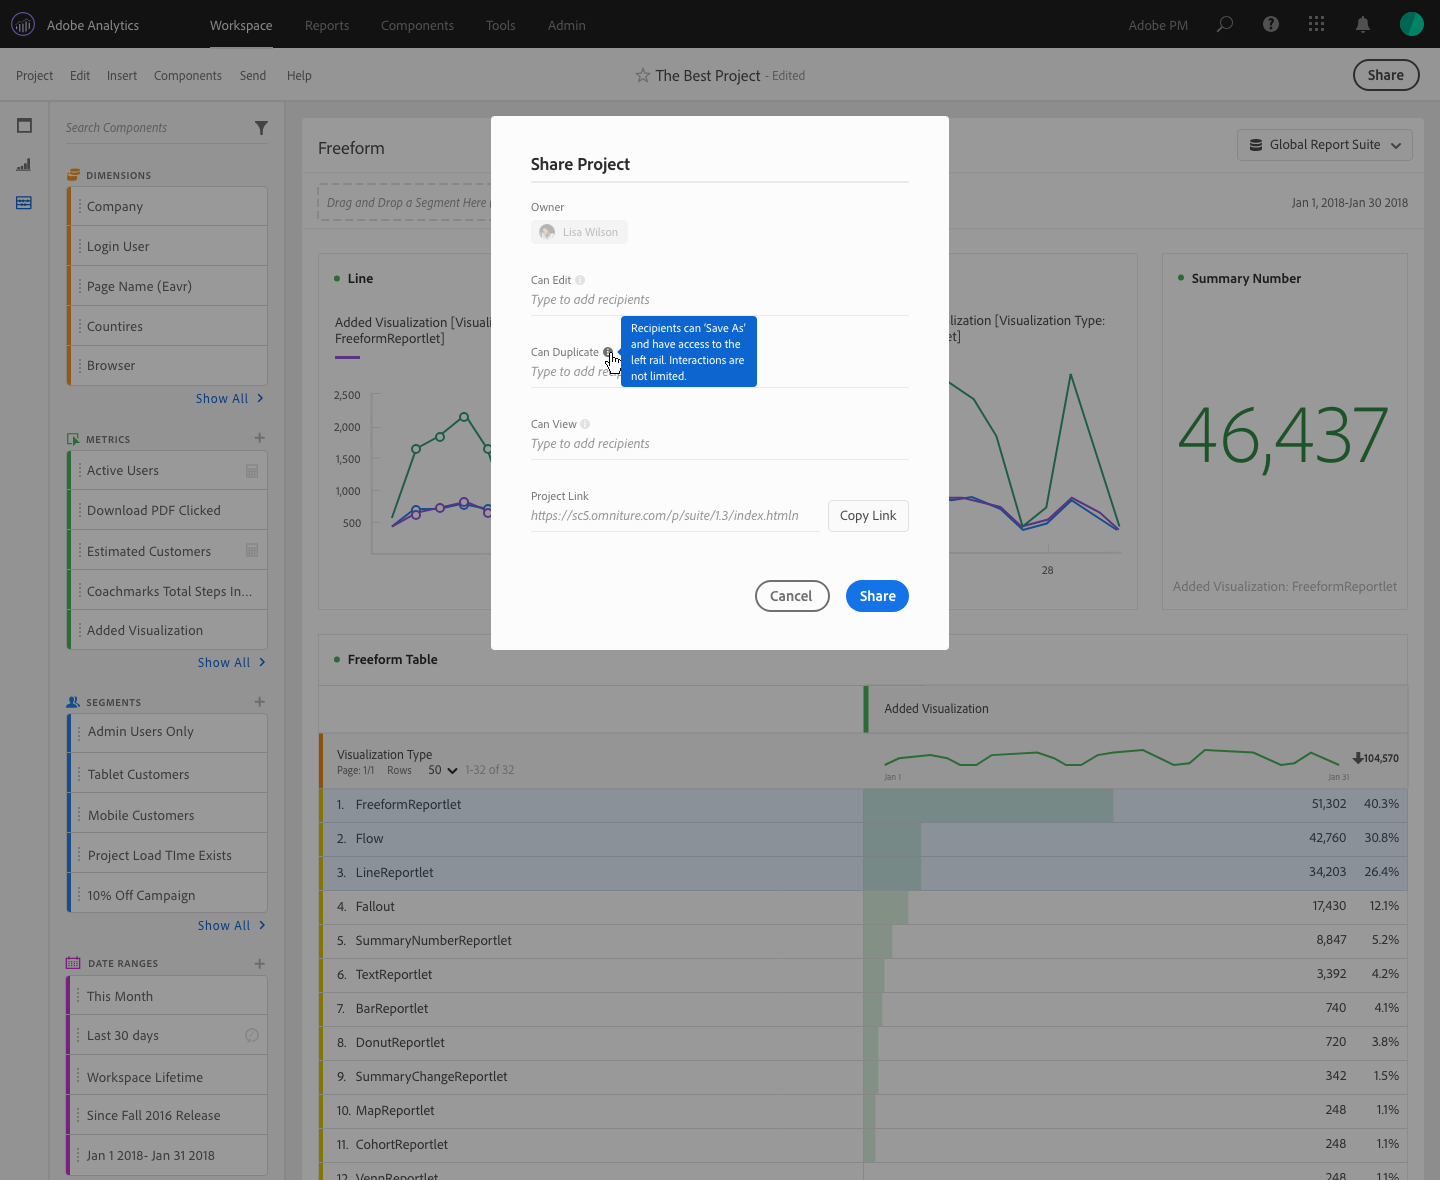 Adobe Analytics
Workspace
Reports
Components
Tools
Admin
Adobe PM
Project
Edit
Insert
Components
Send
Help
The Best Project - Edited
Share
Search Components
DIMENSIONS
Company
Login User
Page Name (Eavr)
Countires
Browser
Show All
METRICS
Active Users
Download PDF Clicked
Estimated Customers
Coachmarks Total Steps In...
Added Visualization
Show All
SEGMENTS
Admin Users Only
Tablet Customers
Mobile Customers
Project Load TIme Exists
10% Off Campaign
Show All
DATE RANGES
This Month
Last 30 days
Workspace Lifetime
Since Fall 2016 Release
Jan 1 2018- Jan 31 2018
Freeform
Global Report Suite
Drag and Drop a Segment Here
Jan 1, 2018-Jan 30 2018
Line
Added Visualization [Visuali
FreeformReportlet]
2,500
2,000
1,500
1,000
500
lization [Visualization Type:
et]
28
Summary Number
46,437
Added Visualization: FreeformReportlet
Share Project
Owner
Lisa Wilson
Can Edit
Type to add recipients
Can Duplicate
Type to add
Recipients can 'Save As'
and have access to the
left rail. Interactions are
not limited.
Can View
Type to add recipients
Project Link
https://sc5.omniture.com/p/suite/1.3/index.htmln
Copy Link
Cancel
Share
Freeform Table
Added Visualization
Visualization Type
Page: 1/1 Rows 50 1-32 of 32
Jan 1
Jan 31
104,570
1. FreeformReportlet 51,302 40.3%
2. Flow 42,760 30.8%
3. LineReportlet 34,203 26.4%
4. Fallout 17,430 12.1%
5. SummaryNumberReportlet 8,847 5.2%
6. TextReportlet 3,392 4.2%
7. BarReportlet 740 4.1%
8. DonutReportlet 720 3.8%
9. SummaryChangeReportlet 342 1.5%
10. MapReportlet 248 1.1%
11. CohortReportlet 248 1.1%
12. VennReportlet 248 1.1%